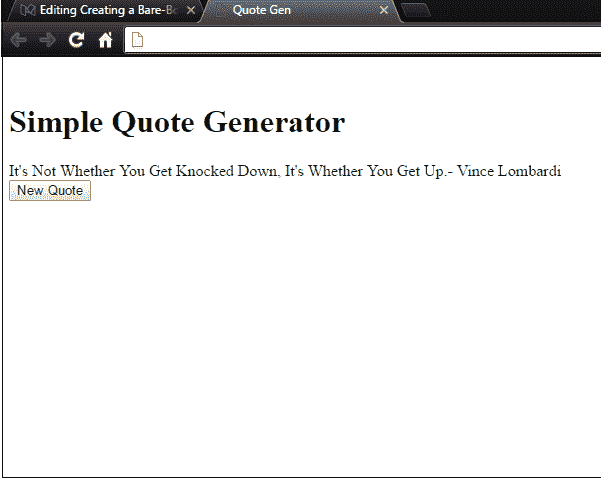 Editing Creating a Bare-Bo
Quote Gen
Simple Quote Generator
It's Not Whether You Get Knocked Down, It's Whether You Get Up.- Vince Lombardi
New Quote